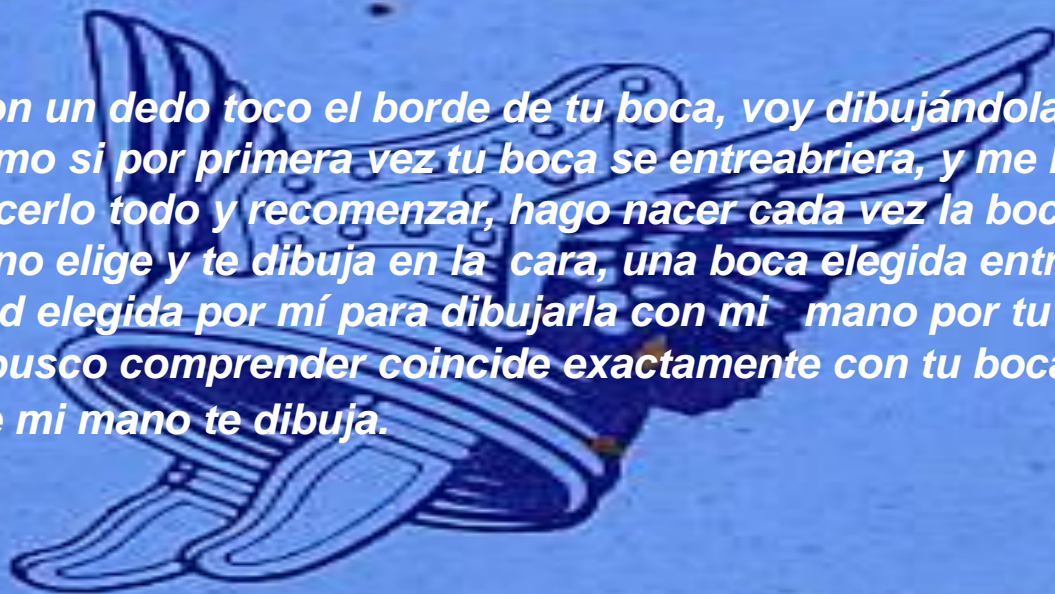 on un dedo toco el borde de tu boca, voy dibujándola
mo si por primera vez tu boca se entreabriera, y me
cerlo todo y recomenzar, hago nacer cada vez la boc
no elige y te dibuja en la cara, una boca elegida entr
d elegida por mí para dibujarla con mi mano por tu
busco comprender coincide exactamente con tu boca
e mi mano te dibuja.